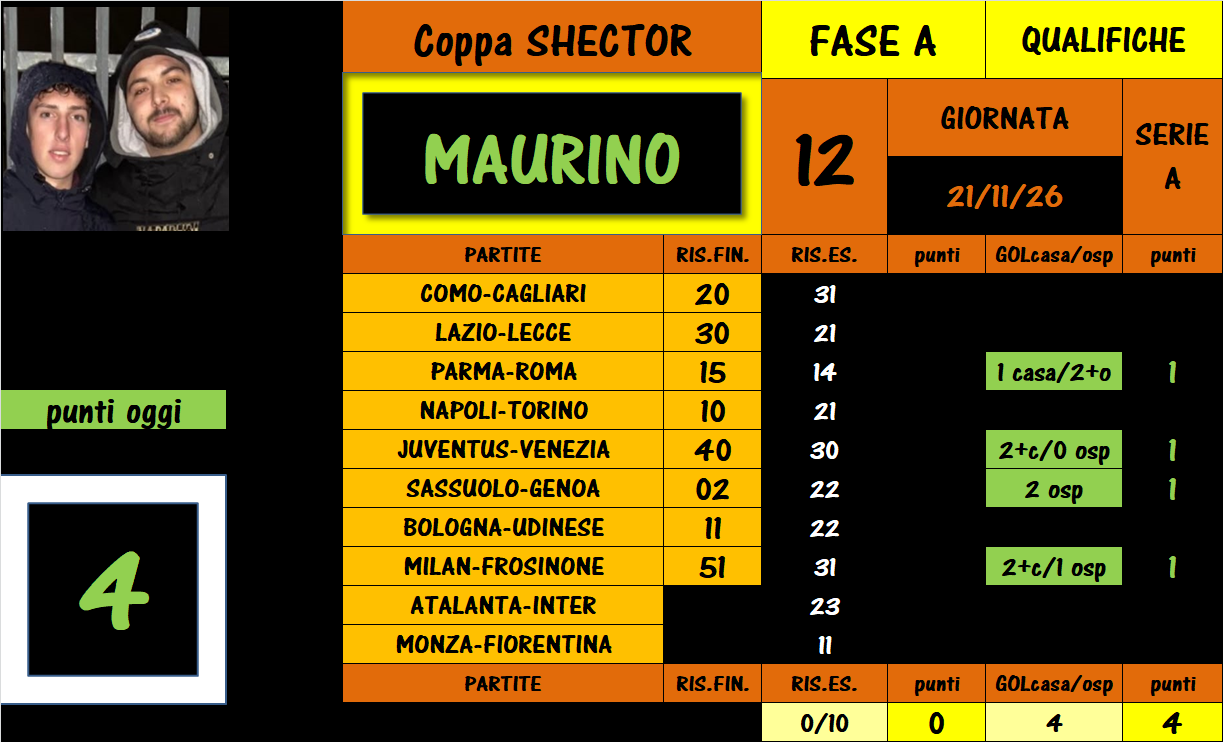 Coppa SHECTOR FASE A QUALIFICHE
MAURINO 12 GIORNATA SERIE A
21/11/26
PARTITE RIS.FIN. RIS.ES. punti GOLcasa/osp punti
COMO-CAGLIARI 20 31
LAZIO-LECCE 30 21
PARMA-ROMA 15 14 1 casa/2+o 1
NAPOLI-TORINO 10 21
JUVENTUS-VENEZIA 40 30 2+c/0 osp 1
SASSUOLO-GENOA 02 22 2 osp 1
BOLOGNA-UDINESE 11 22
MILAN-FROSINONE 51 31 2+c/1 osp 1
ATALANTA-INTER 23
MONZA-FIORENTINA 11
PARTITE RIS.FIN. RIS.ES. punti GOLcasa/osp punti
0/10 0 4 4
punti oggi
4